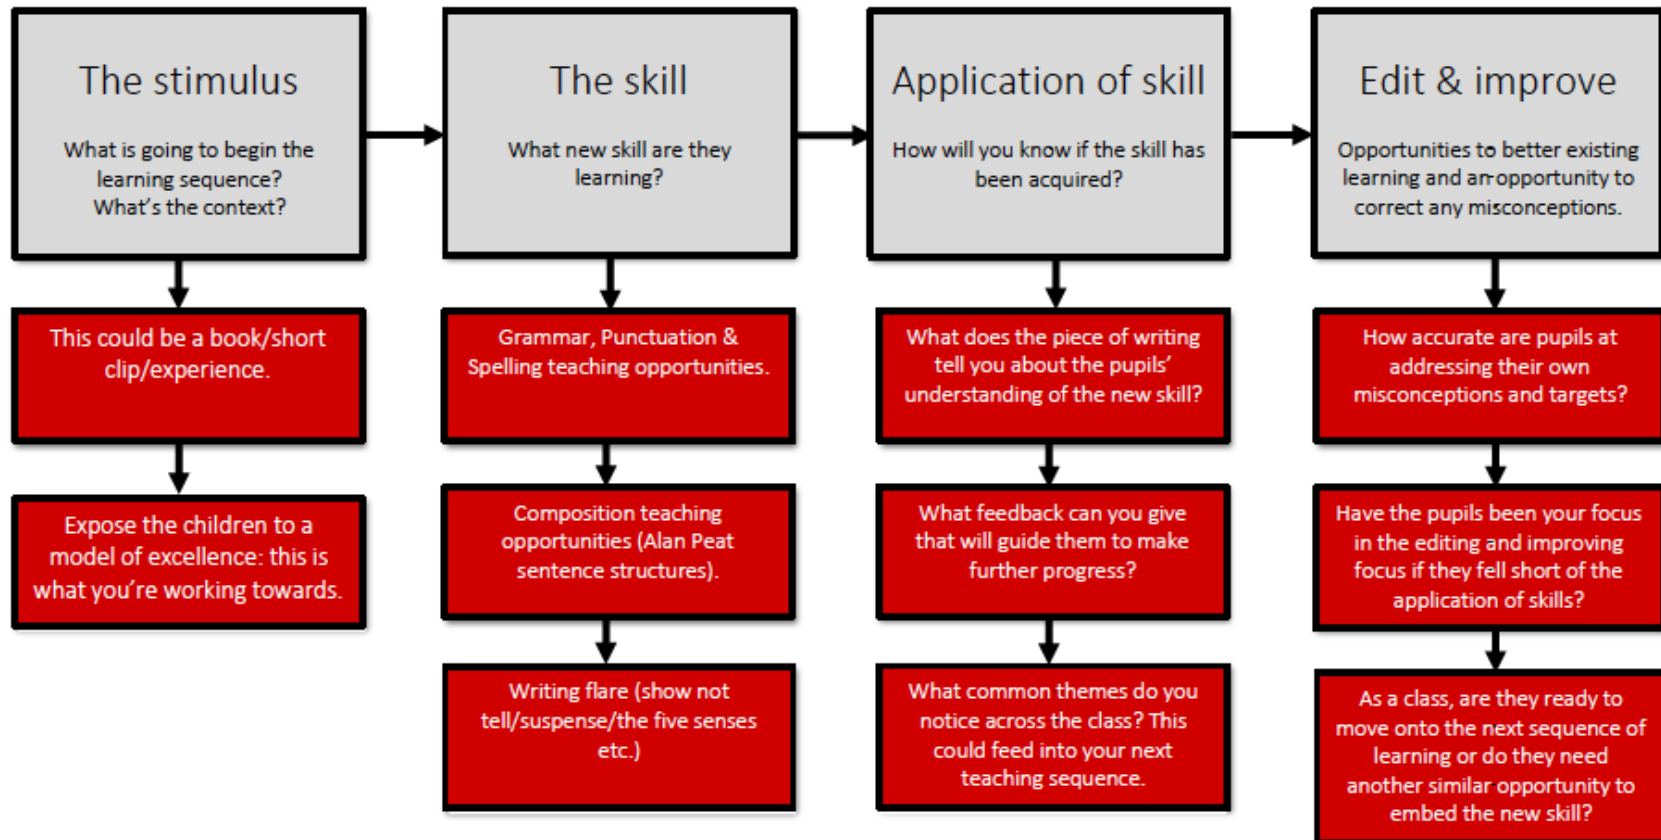 The stimulus
What is going to begin the
learning sequence?
What's the context?
This could be a book/short
clip/experience.
Expose the children to a
model of excellence: this is
what you're working towards.
The skill
What new skill are they
learning?
Grammar, Punctuation &
Spelling teaching opportunities.
Composition teaching
opportunities (Alan Peat
sentence structures).
Writing flare (show not
tell/suspense/the five senses
etc.)
Application of skill
How will you know if the skill has
been acquired?
What does the piece of writing
tell you about the pupils'
understanding of the new skill?
What feedback can you give
that will guide them to make
further progress?
What common themes do you
notice across the class? This
could feed into your next
teaching sequence.
Edit & improve
Opportunities to better existing
learning and an opportunity to
correct any misconceptions.
How accurate are pupils at
addressing their own
misconceptions and targets?
Have the pupils been your focus
in the editing and improving
focus if they fell short of the
application of skills?
As a class, are they ready to
move onto the next sequence of
learning or do they need
another similar opportunity to
embed the new skill?